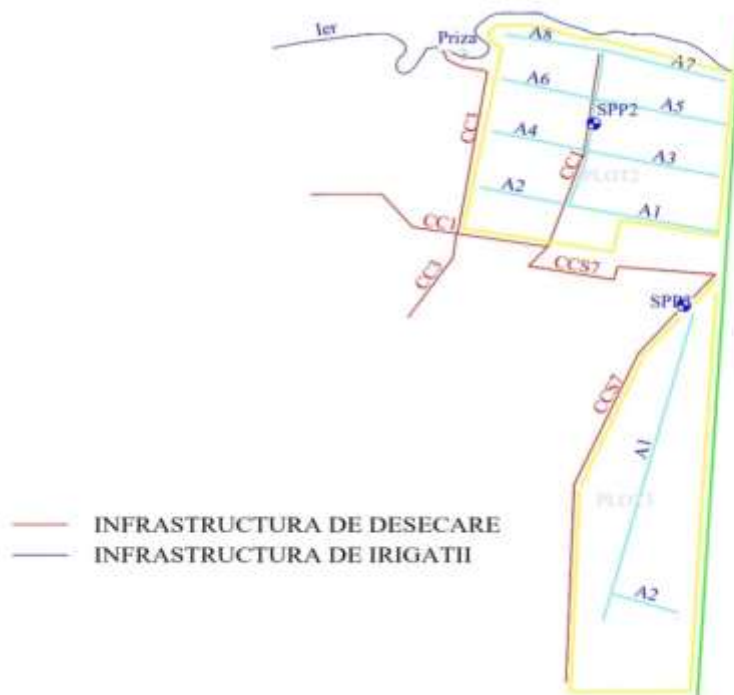 Ier
Priza
A8
A7
A6
SPP2
A5
CC1
A4
CC1
A3
PLOT2
A2
A1
CC1
CC1
CCS7
CCS7
A1
A2
INFRASTRUCTURA DE DESECARE
INFRASTRUCTURA DE IRIGATII